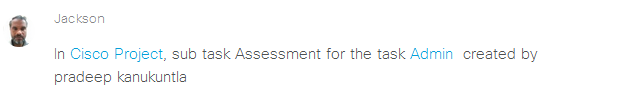 Jackson
In Cisco Project, sub task Assessment for the task Admin created by
pradeep kanukuntla